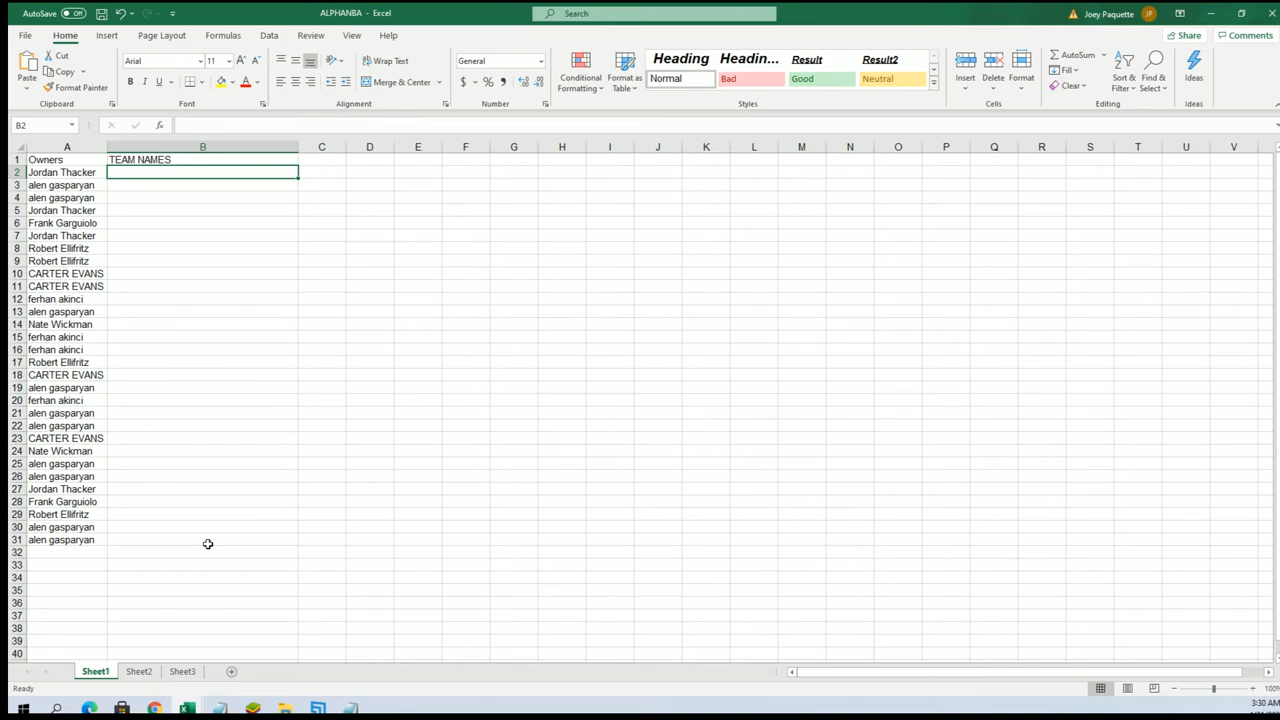 AutoSave Off ALPHANBA - Excel Search Joey Paquette JP
File Home Insert Page Layout Formulas Data Review View Help Share Comments
Cut
Copy
Format Painter
Paste
Clipboard
Arial 11
B I U
Font
Wrap Text
Merge & Center
Alignment
General
$ % ,
Number
Conditional Formatting
Format as Table
Heading Headin... Result Result2
Normal Bad Good Neutral
Styles
Insert Delete Format
Cells
AutoSum
Fill
Clear
Sort & Filter
Find & Select
Editing
Ideas
Ideas
B2 fx
A B C D E F G H I J K L M N O P Q R S T U V
1 Owners TEAM NAMES
2 Jordan Thacker
3 alen gasparyan
4 alen gasparyan
5 Jordan Thacker
6 Frank Garguiolo
7 Jordan Thacker
8 Robert Ellifritz
9 Robert Ellifritz
10 CARTER EVANS
11 CARTER EVANS
12 ferhan akinci
13 alen gasparyan
14 Nate Wickman
15 ferhan akinci
16 ferhan akinci
17 Robert Ellifritz
18 CARTER EVANS
19 alen gasparyan
20 ferhan akinci
21 alen gasparyan
22 alen gasparyan
23 CARTER EVANS
24 Nate Wickman
25 alen gasparyan
26 alen gasparyan
27 Jordan Thacker
28 Frank Garguiolo
29 Robert Ellifritz
30 alen gasparyan
31 alen gasparyan
32
33
34
35
36
37
38
39
40
Sheet1 Sheet2 Sheet3
Ready 100%
3:30 AM